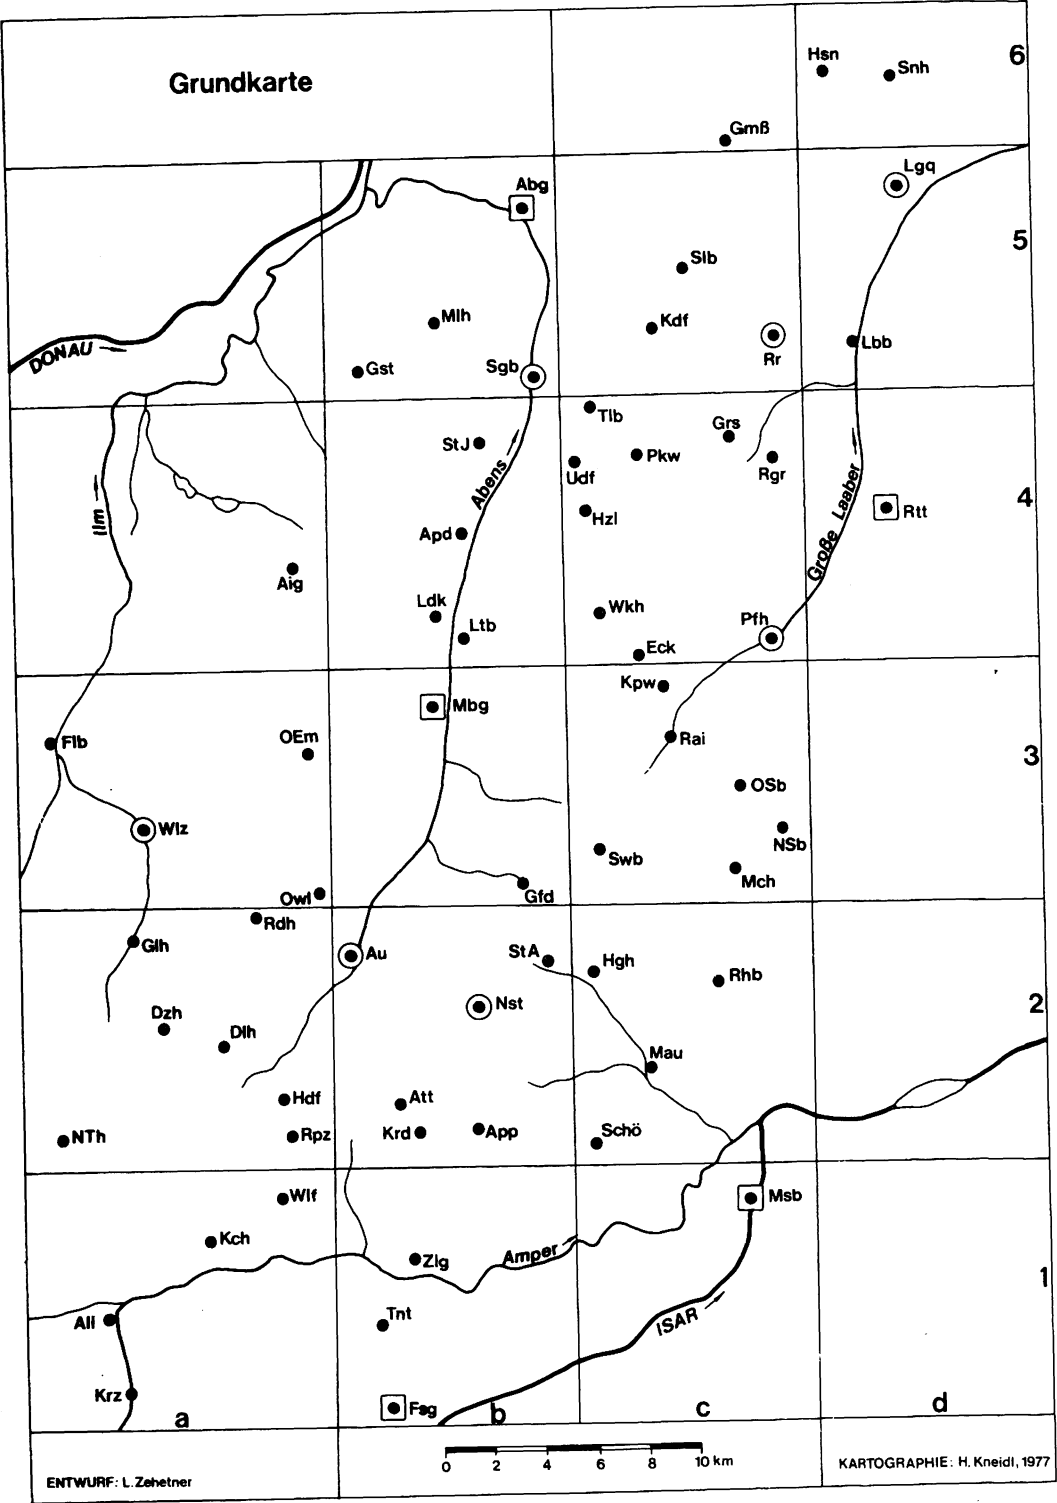 Grundkarte
6
Hsn
Snh
Gmß
Lgq
Abg
5
Slb
Mlh
Kdf
Rr
Lbb
DONAU
Gst
Sgb
Tlb
Grs
StJ
Pkw
Udf
Rgr
Abens
4
Ilm
Hzl
Rtt
Apd
Große Laaber
Aig
Ldk
Wkh
Ltb
Pfh
Eck
Kpw
Mbg
Flb
OEm
Rai
3
OSb
Wlz
NSb
Swb
Mch
Owl
Gfd
Rdh
Glh
Au
StA
Hgh
Rhb
Nst
2
Dzh
Dlh
Mau
Hdf
Att
NTh
Rpz
Krd
App
Schö
Wlf
Msb
Kch
Zlg
Amper
1
All
Tnt
ISAR
Krz
Fsg
a
b
c
d
0 2 4 6 8 10 km
ENTWURF: L. Zehetner
KARTOGRAPHIE: H. Kneidl, 1977